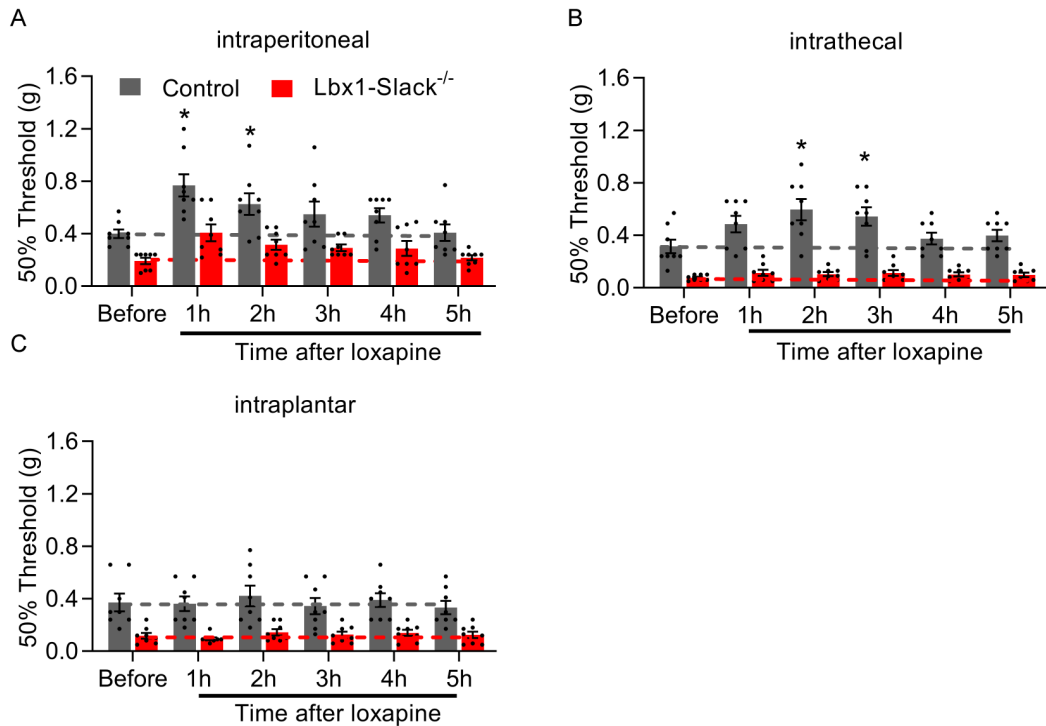 A
intraperitoneal
50% Threshold (g)
1.6
1.2
0.8
0.4
0.0
Control
Lbx1-Slack-/-
*
*
Before 1h 2h 3h 4h 5h
Time after loxapine
B
intrathecal
50% Threshold (g)
1.6
1.2
0.8
0.4
0.0
*
*
Before 1h 2h 3h 4h 5h
Time after loxapine
C
intraplantar
50% Threshold (g)
1.6
1.2
0.8
0.4
0.0
Before 1h 2h 3h 4h 5h
Time after loxapine